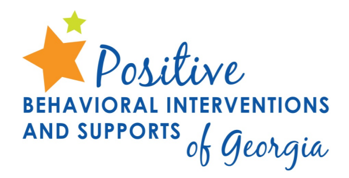 Positive
BEHAVIORAL INTERVENTIONS
AND SUPPORTS
of Georgia